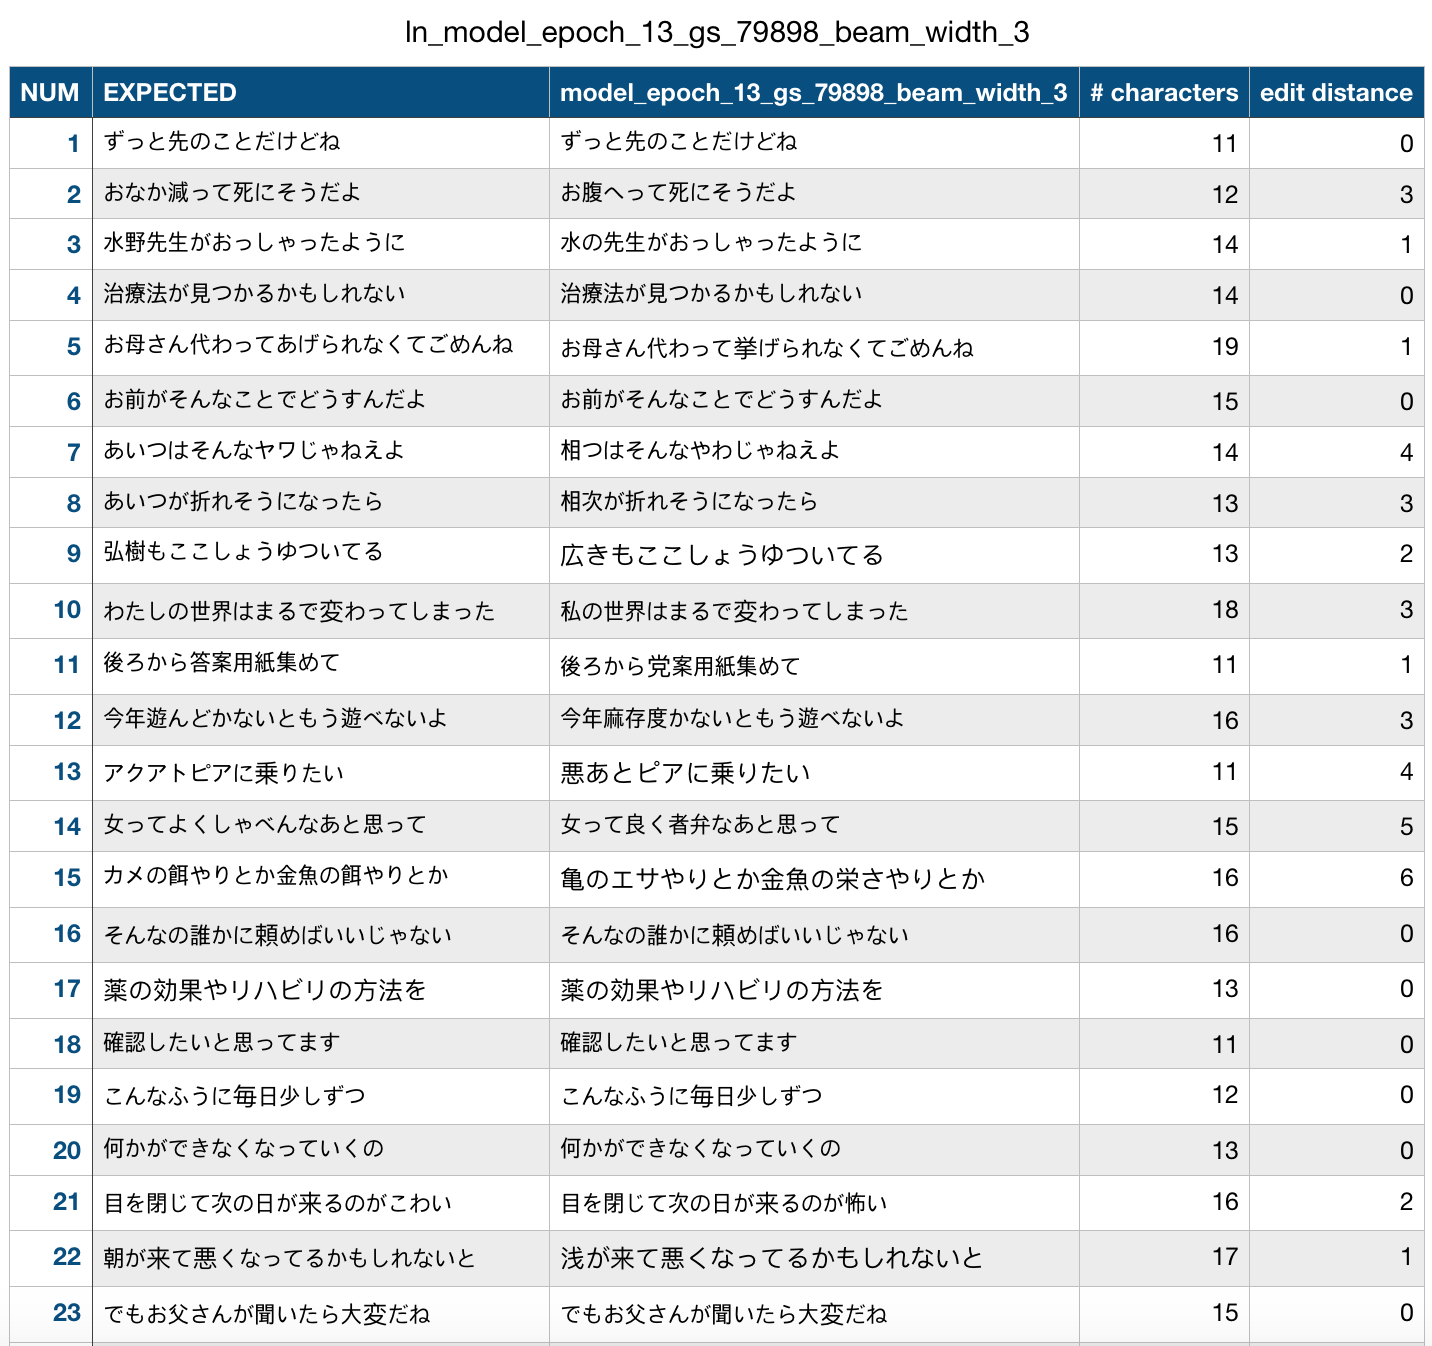 ln_model_epoch_13_gs_79898_beam_width_3
NUM EXPECTED model_epoch_13_gs_79898_beam_width_3 # characters edit distance
1 ずっと先のことだけどね ずっと先のことだけどね 11 0
2 おなか減って死にそうだよ お腹へって死にそうだよ 12 3
3 水野先生がおっしゃったように 水の先生がおっしゃったように 14 1
4 治療法が見つかるかもしれない 治療法が見つかるかもしれない 14 0
5 お母さん代わってあげられなくてごめんね お母さん代わって挙げられなくてごめんね 19 1
6 お前がそんなことでどうすんだよ お前がそんなことでどうすんだよ 15 0
7 あいつはそんなヤワじゃねえよ 相つはそんなやわじゃねえよ 14 4
8 あいつが折れそうになったら 相次が折れそうになったら 13 3
9 弘樹もここしょうゆついてる 広きもここしょうゆついてる 13 2
10 わたしの世界はまるで変わってしまった 私の世界はまるで変わってしまった 18 3
11 後ろから答案用紙集めて 後ろから党案用紙集めて 11 1
12 今年遊んどかないともう遊べないよ 今年麻存度かないともう遊べないよ 16 3
13 アクアトピアに乗りたい 悪あとピアに乗りたい 11 4
14 女ってよくしゃべんなあと思って 女って良く者弁なあと思って 15 5
15 カメの餌やりとか金魚の餌やりとか 亀のエサやりとか金魚の栄さやりとか 16 6
16 そんなの誰かに頼めばいいじゃない そんなの誰かに頼めばいいじゃない 16 0
17 薬の効果やリハビリの方法を 薬の効果やリハビリの方法を 13 0
18 確認したいと思ってます 確認したいと思ってます 11 0
19 こんなふうに毎日少しずつ こんなふうに毎日少しずつ 12 0
20 何かができなくなっていくの 何かができなくなっていくの 13 0
21 目を閉じて次の日が来るのがこわい 目を閉じて次の日が来るのが怖い 16 2
22 朝が来て悪くなってるかもしれないと 浅が来て悪くなってるかもしれないと 17 1
23 でもお父さんが聞いたら大変だね でもお父さんが聞いたら大変だね 15 0